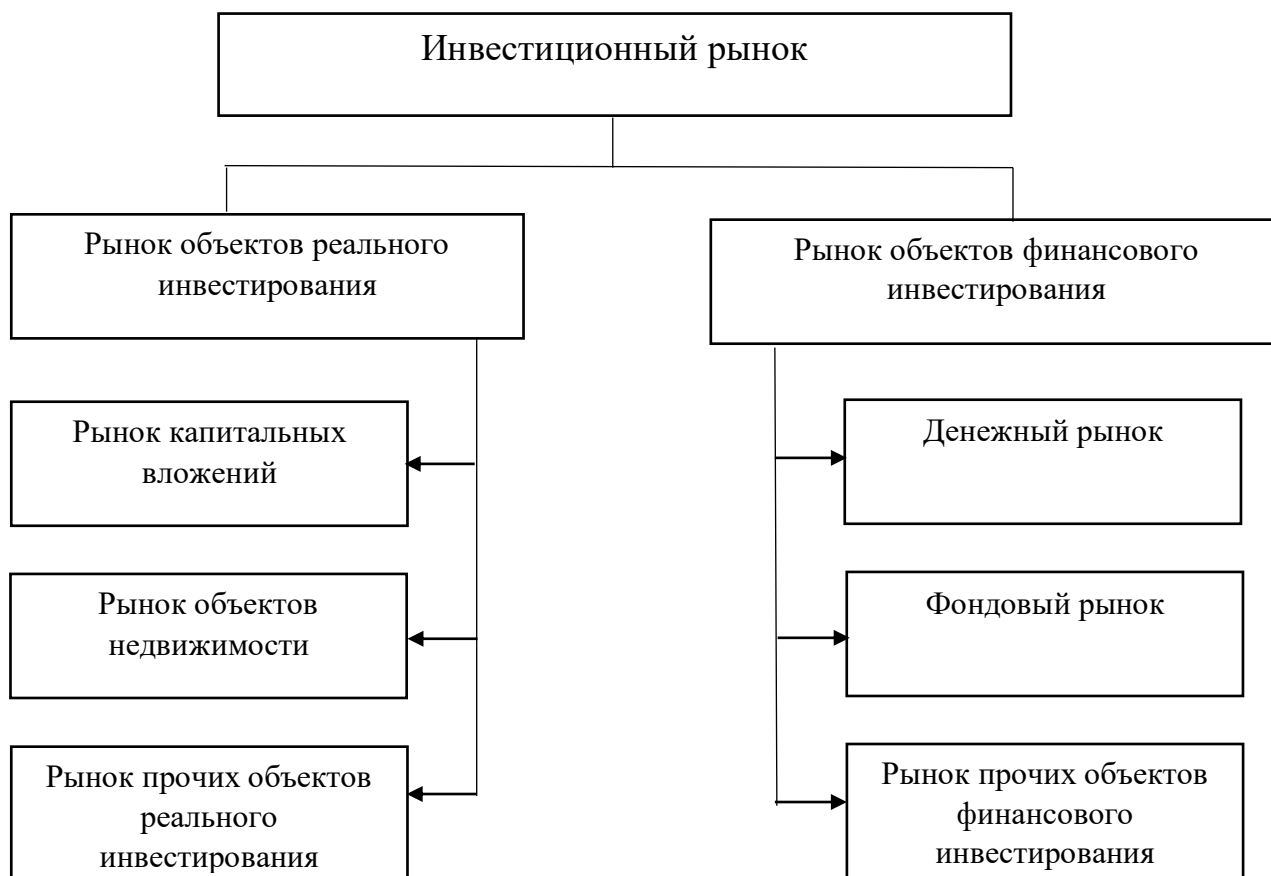 Инвестиционный рынок
Рынок объектов реального
инвестирования
Рынок объектов финансового
инвестирования
Рынок капитальных
вложений
Денежный рынок
Рынок объектов
недвижимости
Фондовый рынок
Рынок прочих объектов
реального
инвестирования
Рынок прочих объектов
финансового
инвестирования